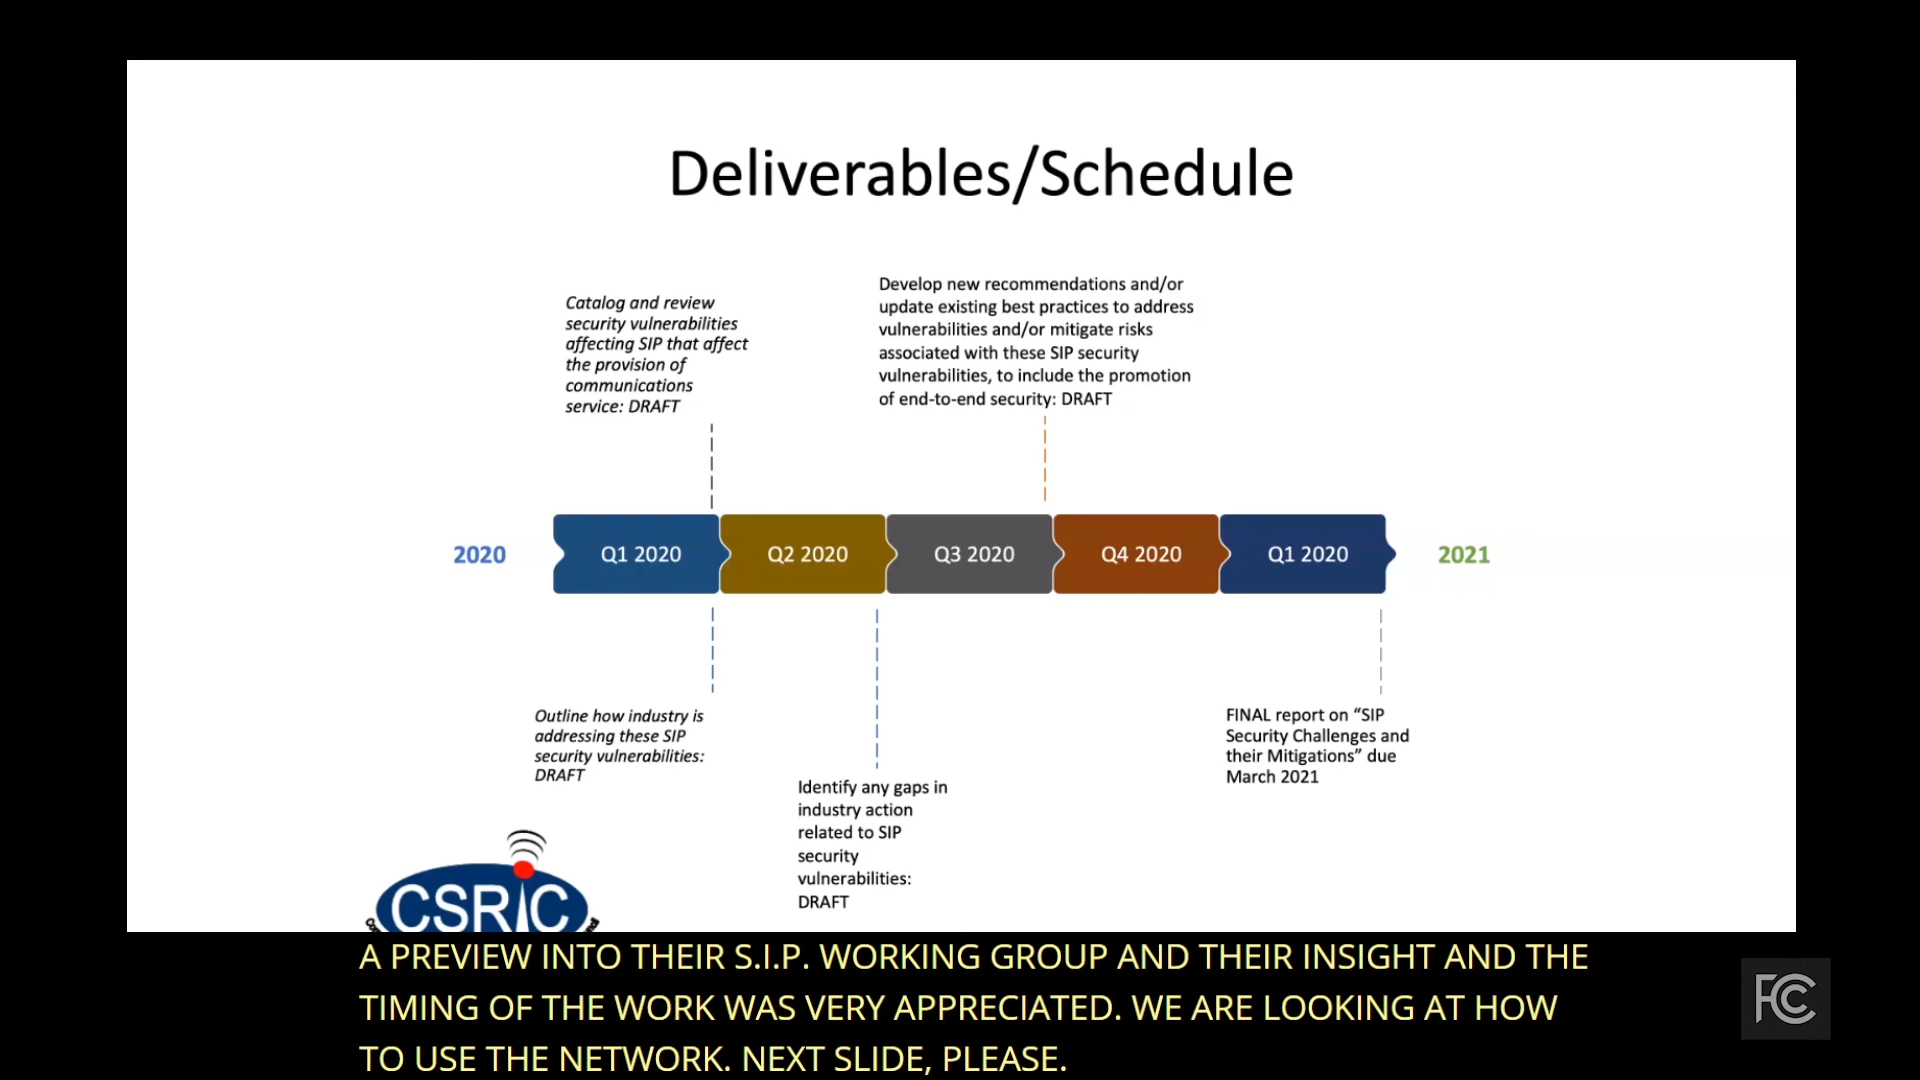 Deliverables/Schedule
Catalog and review
security vulnerabilities
affecting SIP that affect
the provision of
communications
service: DRAFT
Develop new recommendations and/or
update existing best practices to address
vulnerabilities and/or mitigate risks
associated with these SIP security
vulnerabilities, to include the promotion
of end-to-end security: DRAFT
2020
Q1 2020
Q2 2020
Q3 2020
Q4 2020
Q1 2020
2021
Outline how industry is
addressing these SIP
security vulnerabilities:
DRAFT
Identify any gaps in
industry action
related to SIP
security
vulnerabilities:
DRAFT
FINAL report on “SIP
Security Challenges and
their Mitigations” due
March 2021
CSRIC
A PREVIEW INTO THEIR S.I.P. WORKING GROUP AND THEIR INSIGHT AND THE
TIMING OF THE WORK WAS VERY APPRECIATED. WE ARE LOOKING AT HOW
TO USE THE NETWORK. NEXT SLIDE, PLEASE.
FCC